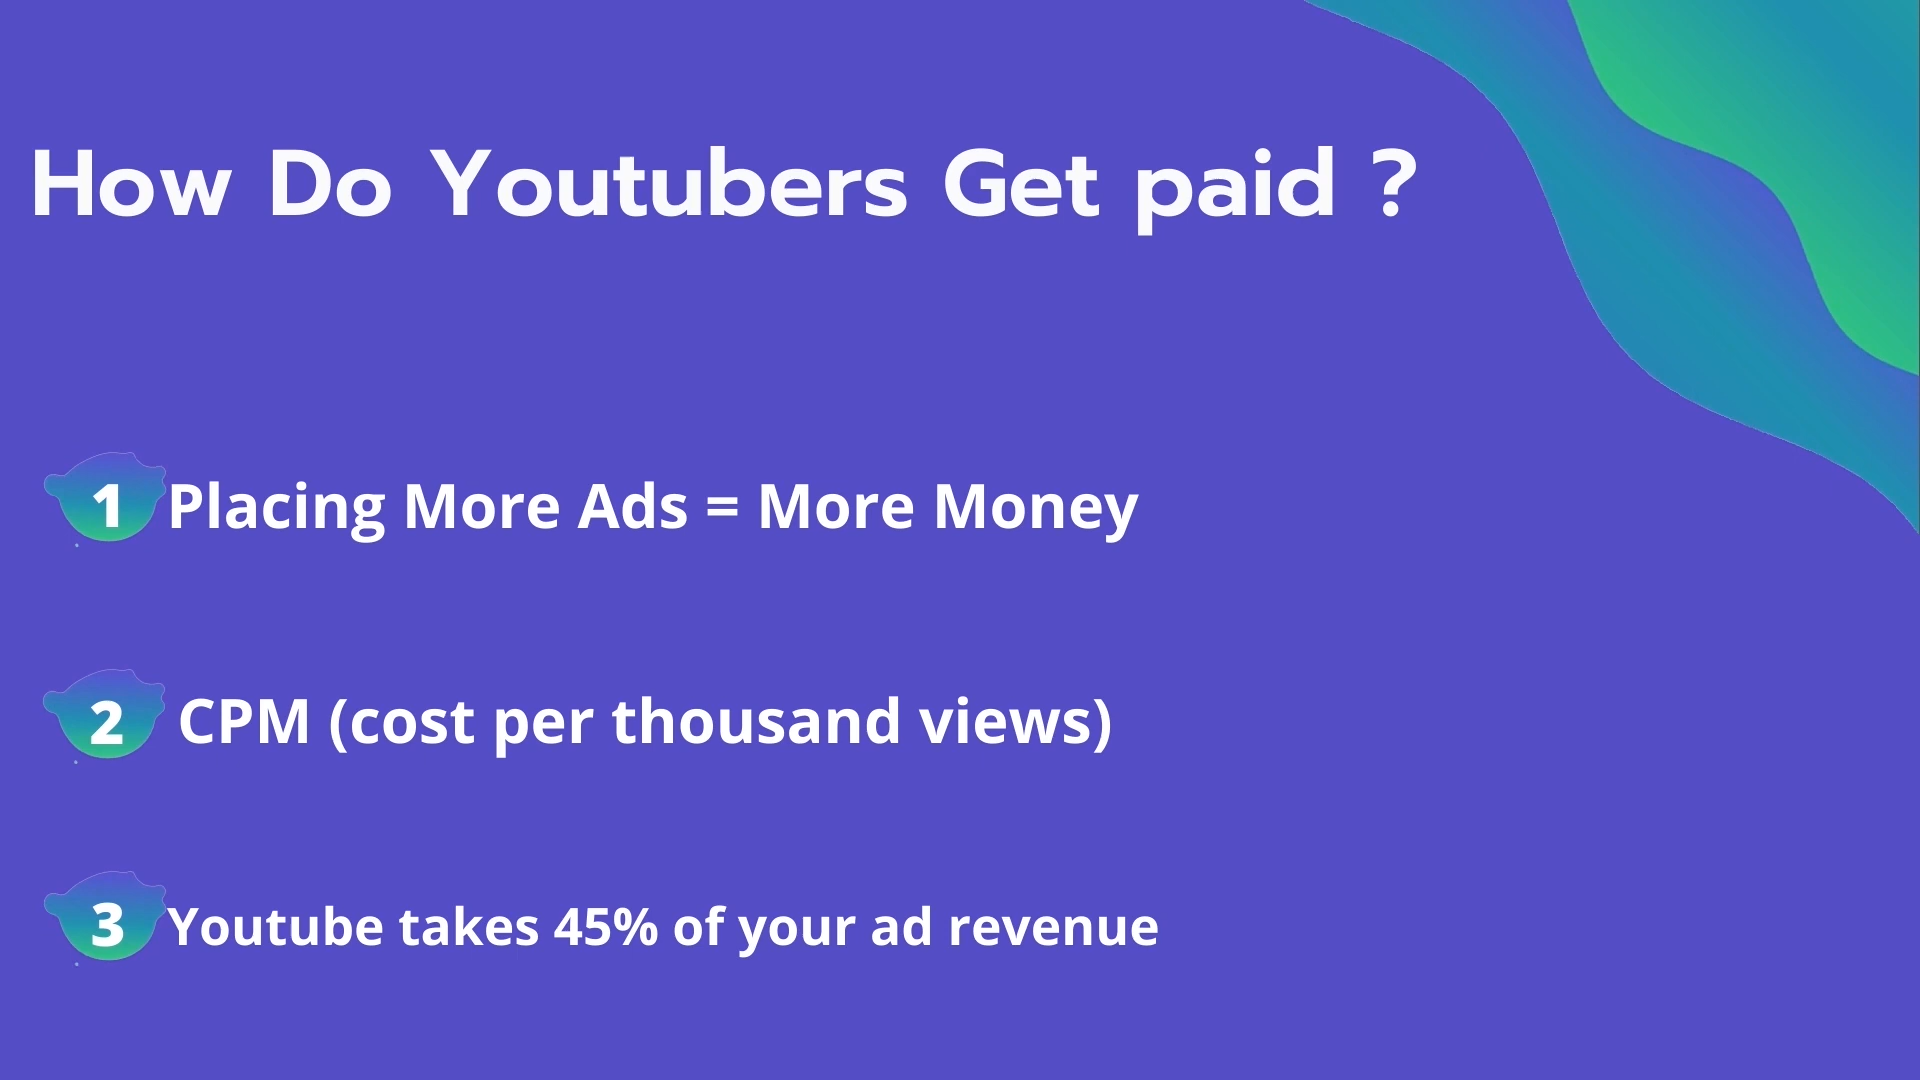 How Do Youtubers Get paid ?
1 Placing More Ads = More Money
2 CPM (cost per thousand views)
3 Youtube takes 45% of your ad revenue